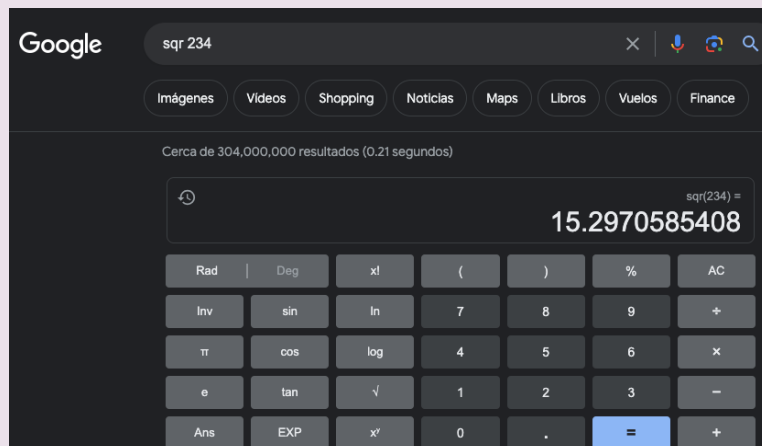 Google sqr 234
Imágenes Vídeos Shopping Noticias Maps Libros Vuelos Finance
Cerca de 304,000,000 resultados (0.21 segundos)
sqr(234) =
15.2970585408
Rad | Deg x! ( ) % AC
Inv sin ln 7 8 9 ÷
π cos log 4 5 6 ×
e tan √ 1 2 3 −
Ans EXP xʸ 0 . = +